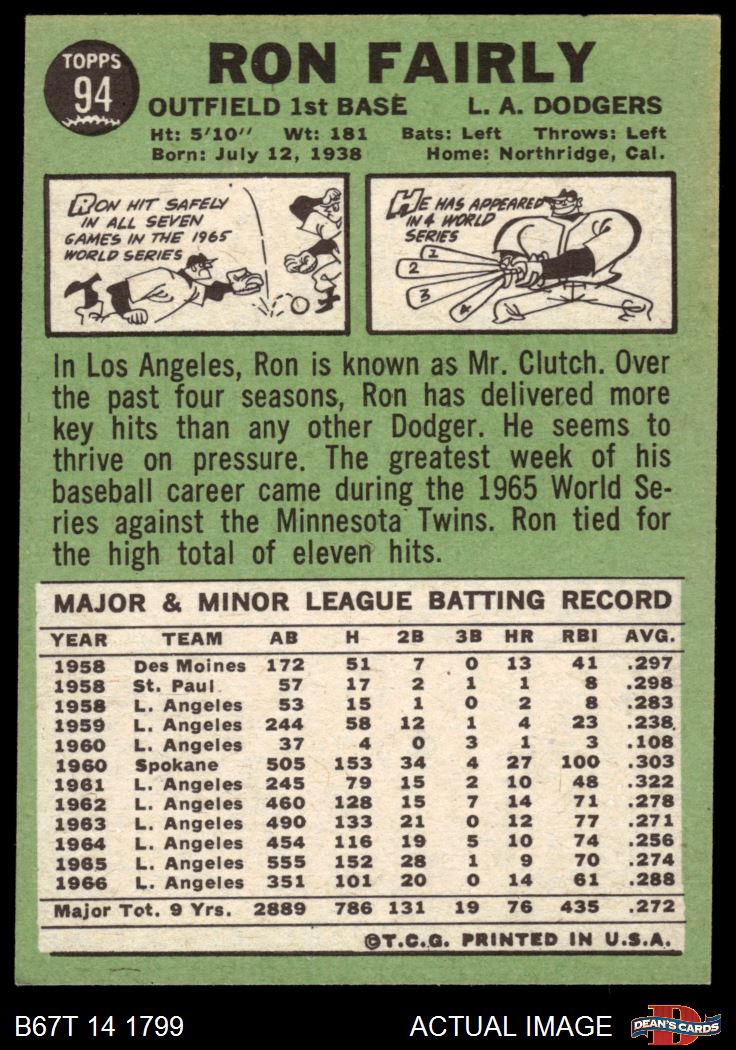 TOPPS
94
RON FAIRLY
OUTFIELD 1st BASE L. A. DODGERS
Ht: 5'10" Wt: 181 Bats: Left Throws: Left
Born: July 12, 1938 Home: Northridge, Cal.
RON HIT SAFELY
IN ALL SEVEN
GAMES IN THE 1965
WORLD SERIES
HE HAS APPEARED
IN 4 WORLD
SERIES
1
2
3
4
In Los Angeles, Ron is known as Mr. Clutch. Over
the past four seasons, Ron has delivered more
key hits than any other Dodger. He seems to
thrive on pressure. The greatest week of his
baseball career came during the 1965 World Se-
ries against the Minnesota Twins. Ron tied for
the high total of eleven hits.
MAJOR & MINOR LEAGUE BATTING RECORD
YEAR TEAM AB H 2B 3B HR RBI AVG.
1958 Des Moines 172 51 7 0 13 41 .297
1958 St. Paul 57 17 2 1 1 8 .298
1958 L. Angeles 53 15 1 0 2 8 .283
1959 L. Angeles 244 58 12 1 4 23 .238
1960 L. Angeles 37 4 0 3 1 3 .108
1960 Spokane 505 153 34 4 27 100 .303
1961 L. Angeles 245 79 15 2 10 48 .322
1962 L. Angeles 460 128 15 7 14 71 .278
1963 L. Angeles 490 133 21 0 12 77 .271
1964 L. Angeles 454 116 19 5 10 74 .256
1965 L. Angeles 555 152 28 1 9 70 .274
1966 L. Angeles 351 101 20 0 14 61 .288
Major Tot. 9 Yrs. 2889 786 131 19 76 435 .272
©T.C.G. PRINTED IN U.S.A.
B67T 14 1799 ACTUAL IMAGE
D
DEAN'S CARDS